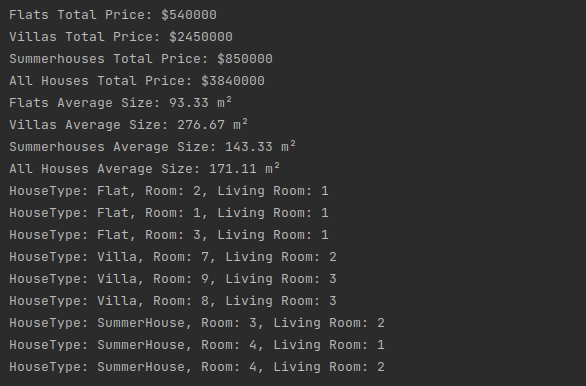 Flats Total Price: $540000
Villas Total Price: $2450000
Summerhouses Total Price: $850000
All Houses Total Price: $3840000
Flats Average Size: 93.33 m²
Villas Average Size: 276.67 m²
Summerhouses Average Size: 143.33 m²
All Houses Average Size: 171.11 m²
HouseType: Flat, Room: 2, Living Room: 1
HouseType: Flat, Room: 1, Living Room: 1
HouseType: Flat, Room: 3, Living Room: 1
HouseType: Villa, Room: 7, Living Room: 2
HouseType: Villa, Room: 9, Living Room: 3
HouseType: Villa, Room: 8, Living Room: 3
HouseType: SummerHouse, Room: 3, Living Room: 2
HouseType: SummerHouse, Room: 4, Living Room: 1
HouseType: SummerHouse, Room: 4, Living Room: 2